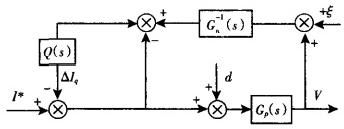 +ξ
+
G_n^{-1}(s)
+
−
Q(s)
ΔI_q
−
I*
+
d
+
+
G_p(s)
+
V